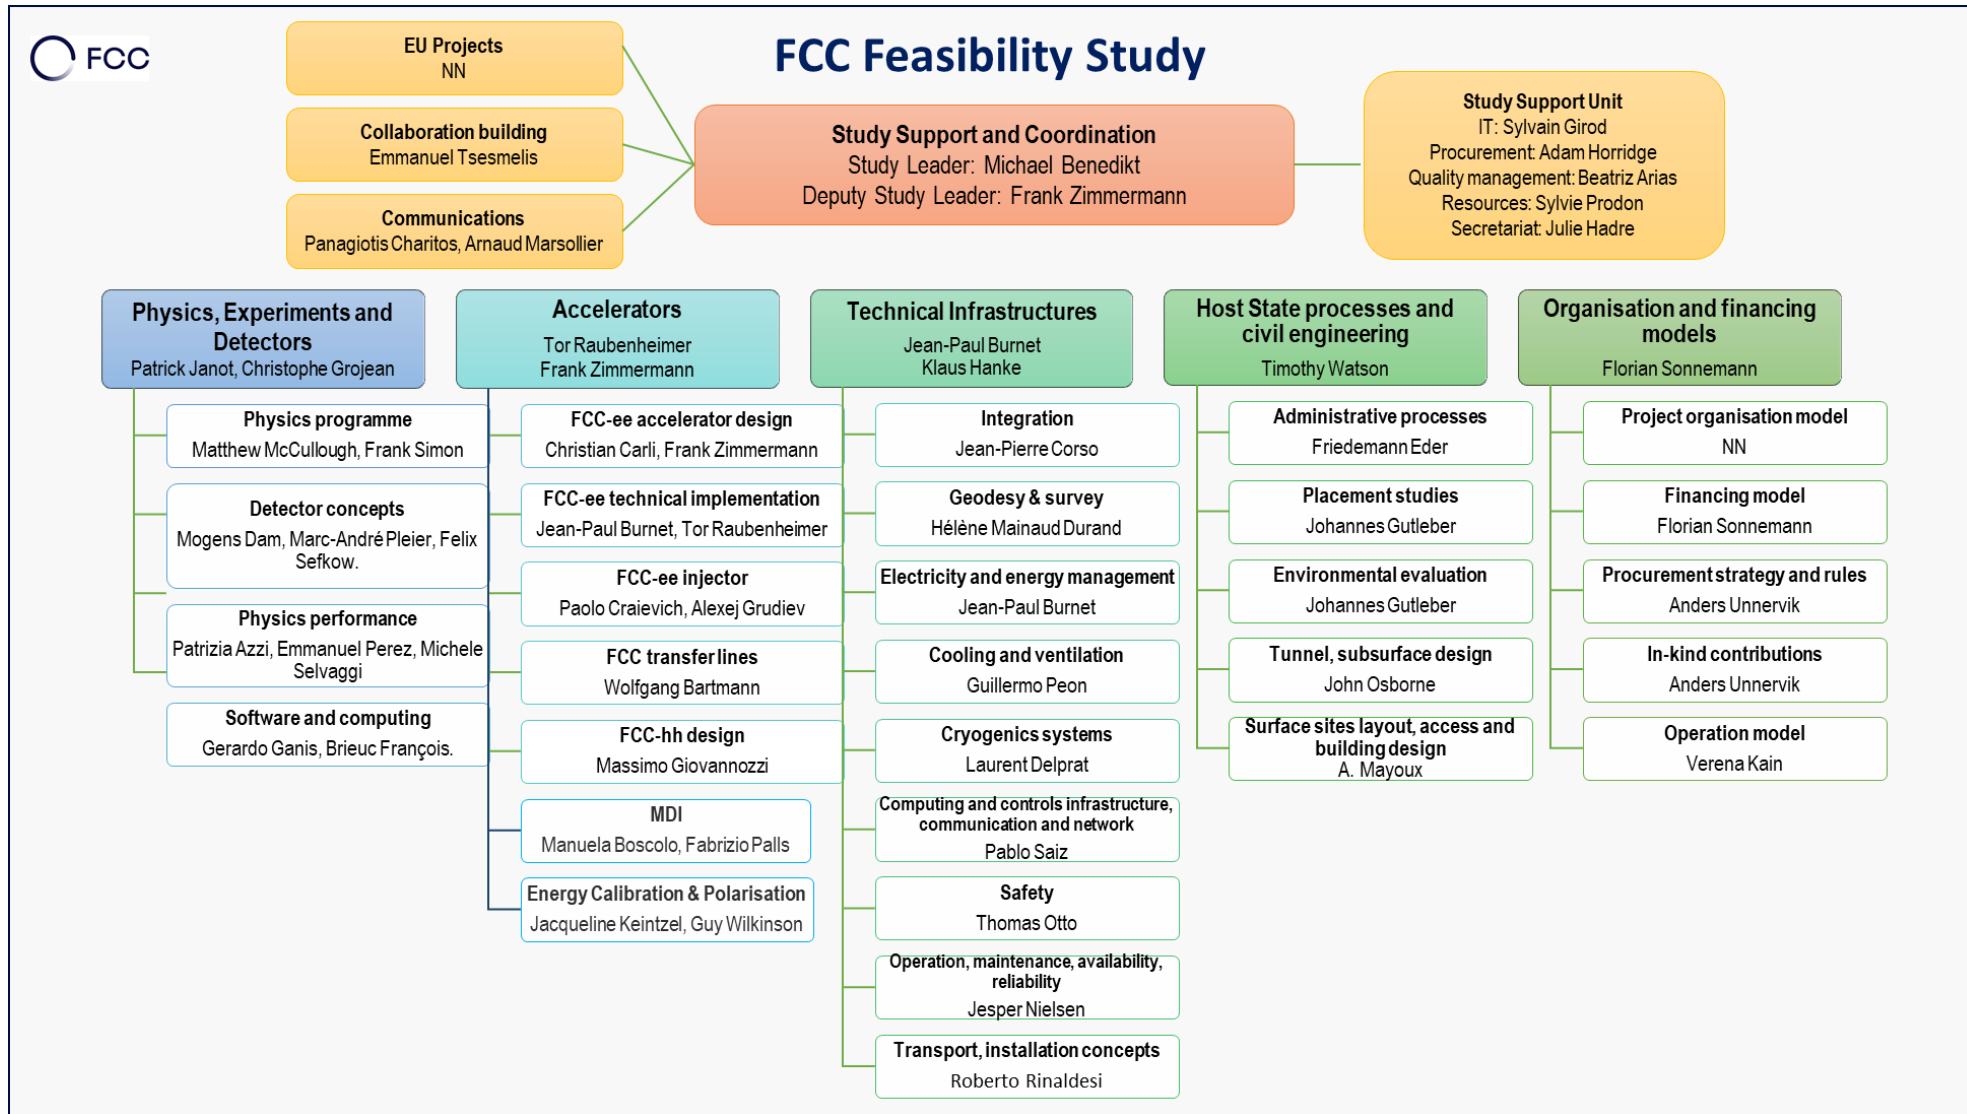 FCC
FCC Feasibility Study
EU Projects
NN
Collaboration building
Emmanuel Tsesmelis
Communications
Panagiotis Charitos, Arnaud Marsollier
Study Support and Coordination
Study Leader: Michael Benedikt
Deputy Study Leader: Frank Zimmermann
Study Support Unit
IT: Sylvain Girod
Procurement: Adam Horridge
Quality management: Beatriz Arias
Resources: Sylvie Prodon
Secretariat: Julie Hadre
Physics, Experiments and
Detectors
Patrick Janot, Christophe Grojean
Physics programme
Matthew McCullough, Frank Simon
Detector concepts
Mogens Dam, Marc-André Pleier, Felix
Sefkow.
Physics performance
Patrizia Azzi, Emmanuel Perez, Michele
Selvaggi
Software and computing
Gerardo Ganis, Brieuc François.
Accelerators
Tor Raubenheimer
Frank Zimmermann
FCC-ee accelerator design
Christian Carli, Frank Zimmermann
FCC-ee technical implementation
Jean-Paul Burnet, Tor Raubenheimer
FCC-ee injector
Paolo Craievich, Alexej Grudiev
FCC transfer lines
Wolfgang Bartmann
FCC-hh design
Massimo Giovannozzi
MDI
Manuela Boscolo, Fabrizio Palls
Energy Calibration & Polarisation
Jacqueline Keintzel, Guy Wilkinson
Technical Infrastructures
Jean-Paul Burnet
Klaus Hanke
Integration
Jean-Pierre Corso
Geodesy & survey
Hélène Mainaud Durand
Electricity and energy management
Jean-Paul Burnet
Cooling and ventilation
Guillermo Peon
Cryogenics systems
Laurent Delprat
Computing and controls infrastructure,
communication and network
Pablo Saiz
Safety
Thomas Otto
Operation, maintenance, availability,
reliability
Jesper Nielsen
Transport, installation concepts
Roberto Rinaldesi
Host State processes and
civil engineering
Timothy Watson
Administrative processes
Friedemann Eder
Placement studies
Johannes Gutleber
Environmental evaluation
Johannes Gutleber
Tunnel, subsurface design
John Osborne
Surface sites layout, access and
building design
A. Mayoux
Organisation and financing
models
Florian Sonnemann
Project organisation model
NN
Financing model
Florian Sonnemann
Procurement strategy and rules
Anders Unnervik
In-kind contributions
Anders Unnervik
Operation model
Verena Kain